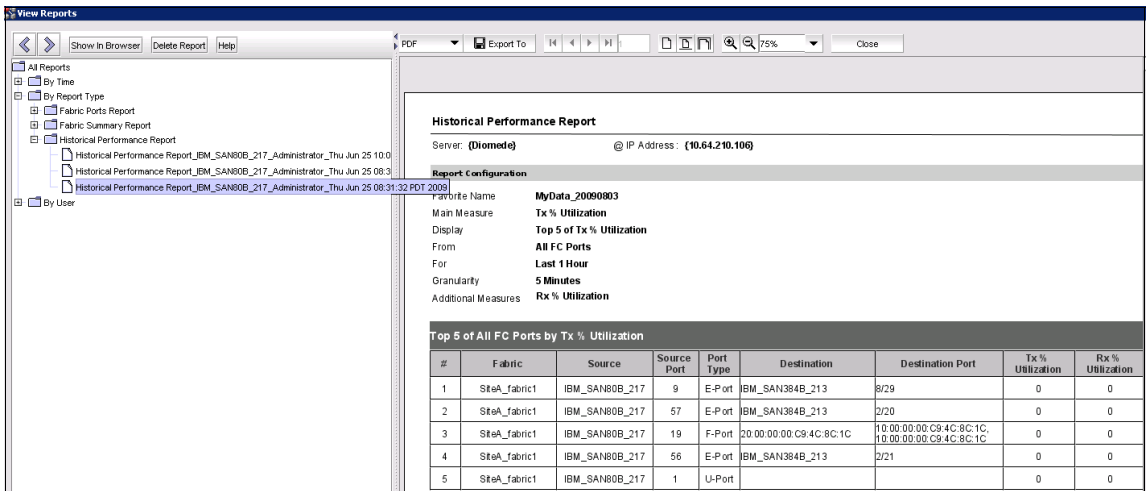 View Reports
Show In Browser Delete Report Help PDF Export To 1 75% Close
All Reports
By Time
By Report Type
Fabric Ports Report
Fabric Summary Report
Historical Performance Report
Historical Performance Report_IBM_SAN80B_217_Administrator_Thu Jun 25 10:0
Historical Performance Report_IBM_SAN80B_217_Administrator_Thu Jun 25 08:3
Historical Performance Report_IBM_SAN80B_217_Administrator_Thu Jun 25 08:31:32 PDT 2009
By User
Historical Performance Report
Server: {Diomede} @ IP Address : {10.64.210.106}
Report Configuration
Favorite Name MyData_20090803
Main Measure Tx % Utilization
Display Top 5 of Tx % Utilization
From All FC Ports
For Last 1 Hour
Granularity 5 Minutes
Additional Measures Rx % Utilization
Top 5 of All FC Ports by Tx % Utilization
# Fabric Source Source Port Port Type Destination Destination Port Tx % Utilization Rx % Utilization
1 SiteA_fabric1 IBM_SAN80B_217 9 E-Port IBM_SAN384B_213 8/29 0 0
2 SiteA_fabric1 IBM_SAN80B_217 57 E-Port IBM_SAN384B_213 2/20 0 0
3 SiteA_fabric1 IBM_SAN80B_217 19 F-Port 20:00:00:00:C9:4C:8C:1C 10:00:00:00:C9:4C:8C:1C, 10:00:00:00:C9:4C:8C:1C 0 0
4 SiteA_fabric1 IBM_SAN80B_217 56 E-Port IBM_SAN384B_213 2/21 0 0
5 SiteA_fabric1 IBM_SAN80B_217 1 U-Port 0 0